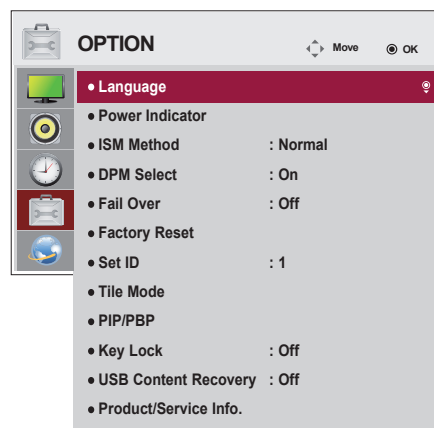 OPTION Move OK
• Language
• Power Indicator
• ISM Method : Normal
• DPM Select : On
• Fail Over : Off
• Factory Reset
• Set ID : 1
• Tile Mode
• PIP/PBP
• Key Lock : Off
• USB Content Recovery : Off
• Product/Service Info.